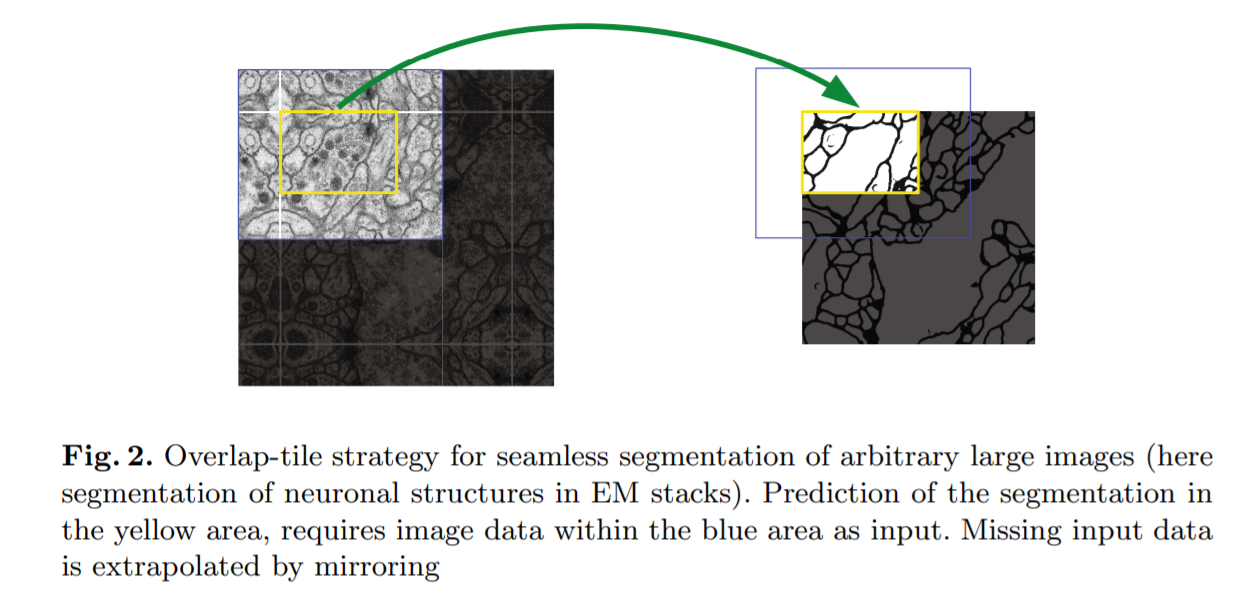 Fig. 2. Overlap-tile strategy for seamless segmentation of arbitrary large images (here
segmentation of neuronal structures in EM stacks). Prediction of the segmentation in
the yellow area, requires image data within the blue area as input. Missing input data
is extrapolated by mirroring